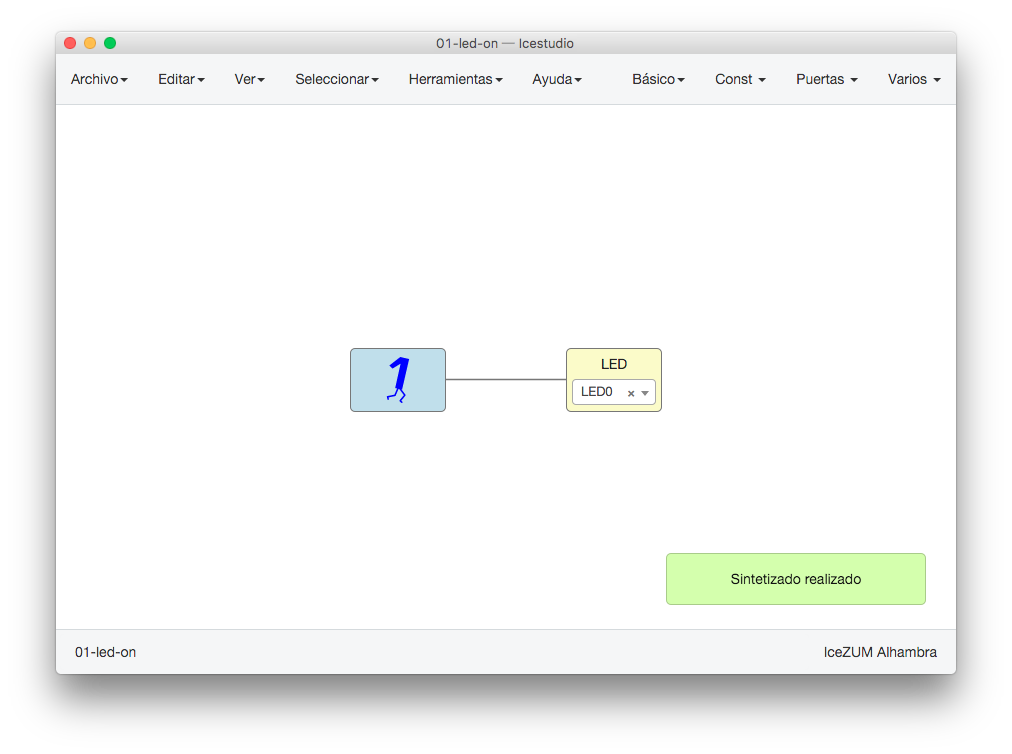 01-led-on — Icestudio
Archivo Editar Ver Seleccionar Herramientas Ayuda Básico Const Puertas Varios
1
LED
LED0
Sintetizado realizado
01-led-on
IceZUM Alhambra